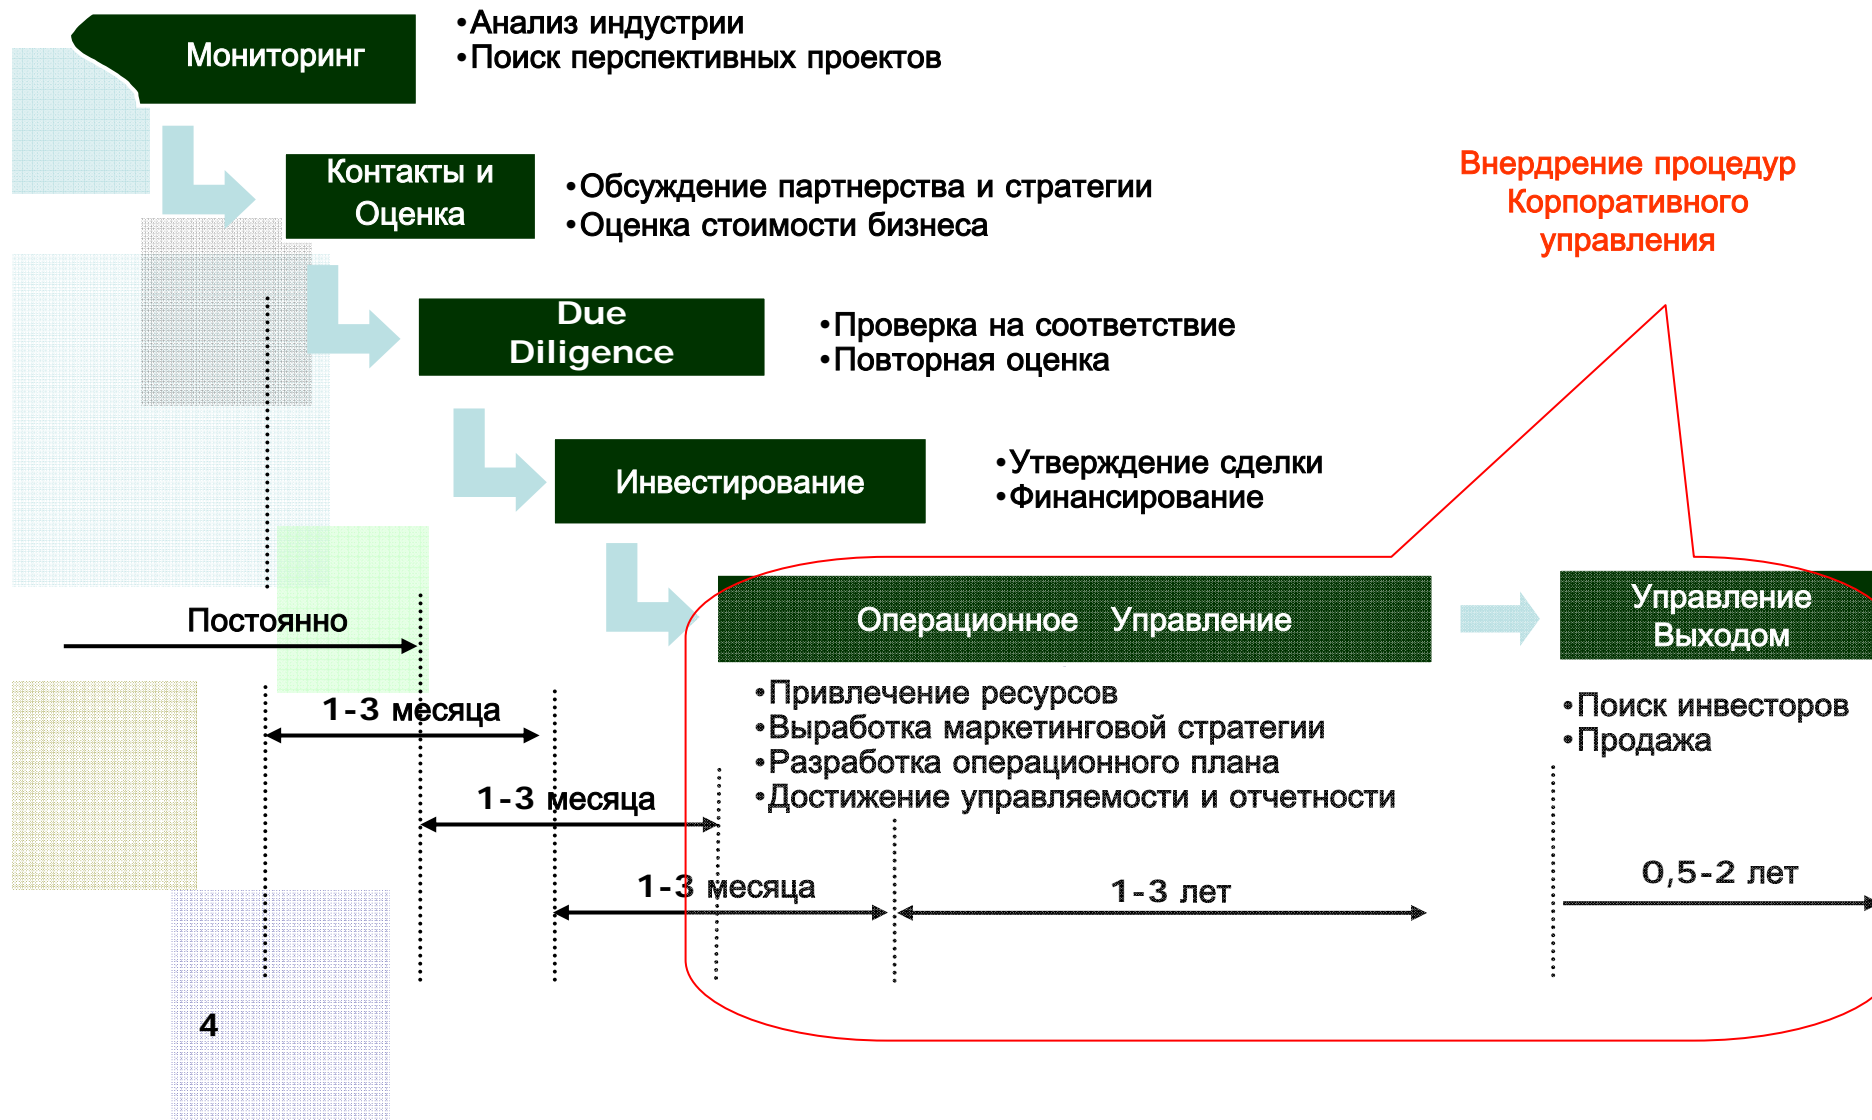 Мониторинг
•Анализ индустрии
•Поиск перспективных проектов
Контакты и
Оценка
•Обсуждение партнерства и стратегии
•Оценка стоимости бизнеса
Внердрение процедур
Корпоративного
управления
Due
Diligence
•Проверка на соответствие
•Повторная оценка
Инвестирование
•Утверждение сделки
•Финансирование
Операционное Управление
Управление
Выходом
•Привлечение ресурсов
•Выработка маркетинговой стратегии
•Разработка операционного плана
•Достижение управляемости и отчетности
•Поиск инвесторов
•Продажа
Постоянно
1-3 месяца
1-3 месяца
1-3 месяца
1-3 лет
0,5-2 лет
4